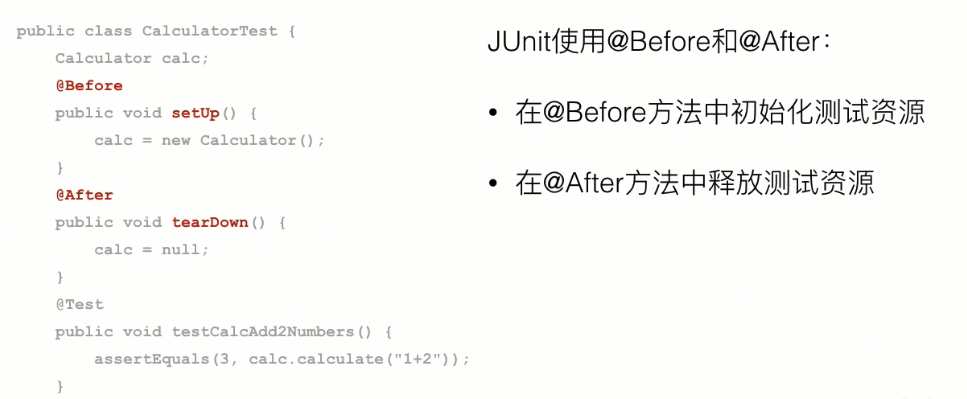 public class CalculatorTest {
Calculator calc;
@Before
public void setUp() {
calc = new Calculator();
}
@After
public void tearDown() {
calc = null;
}
@Test
public void testCalcAdd2Numbers() {
assertEquals(3, calc.calculate("1+2"));
}
JUnit使用@Before和@After：
• 在@Before方法中初始化测试资源
• 在@After方法中释放测试资源